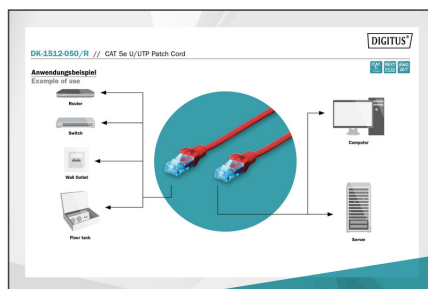 DIGITUS®
DK-1512-050/R // CAT 5e U/UTP Patch Cord
Anwendungsbeispiel
Example of use
Router
Switch
Wall Outlet
Floor tank
Computer
Server